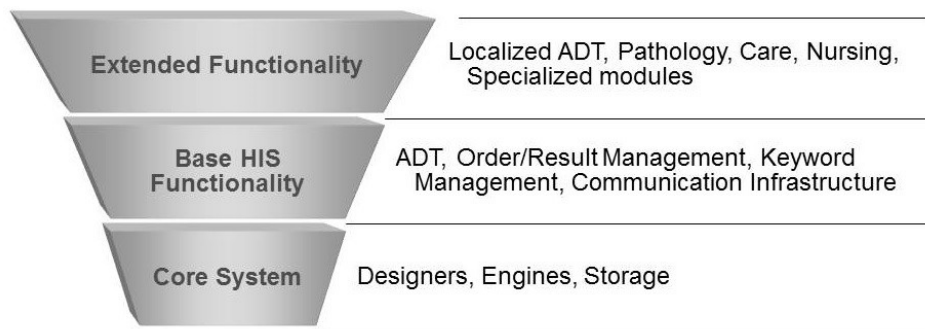 Extended Functionality
Localized ADT, Pathology, Care, Nursing,
Specialized modules
Base HIS
Functionality
ADT, Order/Result Management, Keyword
Management, Communication Infrastructure
Core System
Designers, Engines, Storage